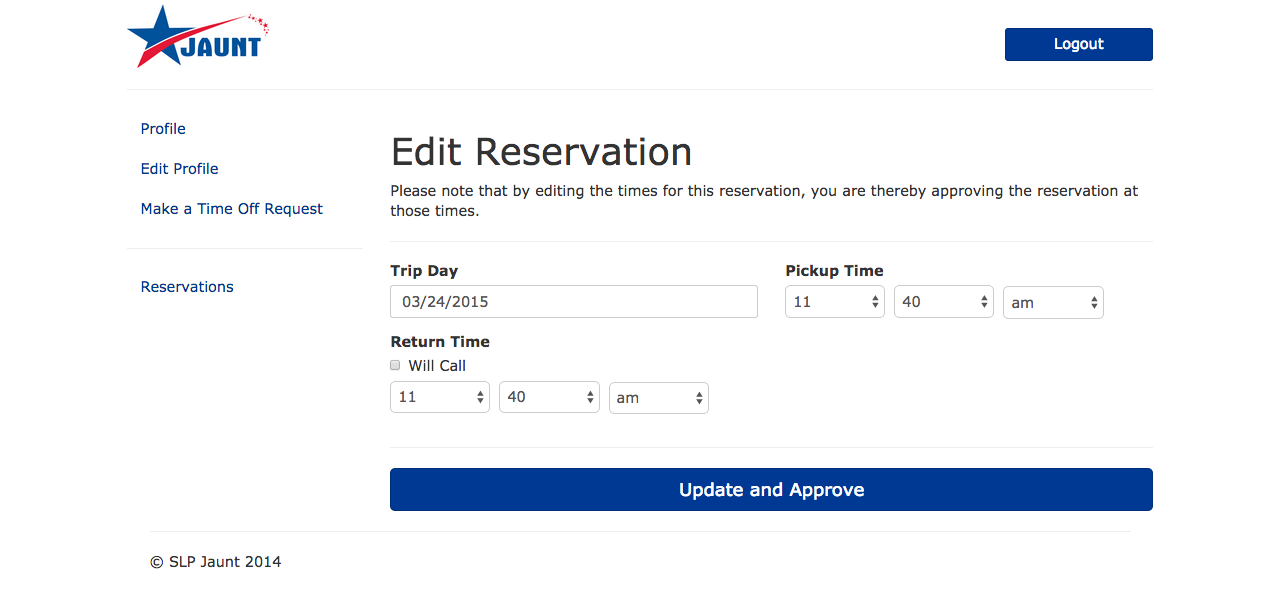 JAUNT
Logout
Profile
Edit Profile
Make a Time Off Request
Reservations
Edit Reservation
Please note that by editing the times for this reservation, you are thereby approving the reservation at
those times.
Trip Day
03/24/2015
Pickup Time
11 40 am
Return Time
Will Call
11 40 am
Update and Approve
© SLP Jaunt 2014